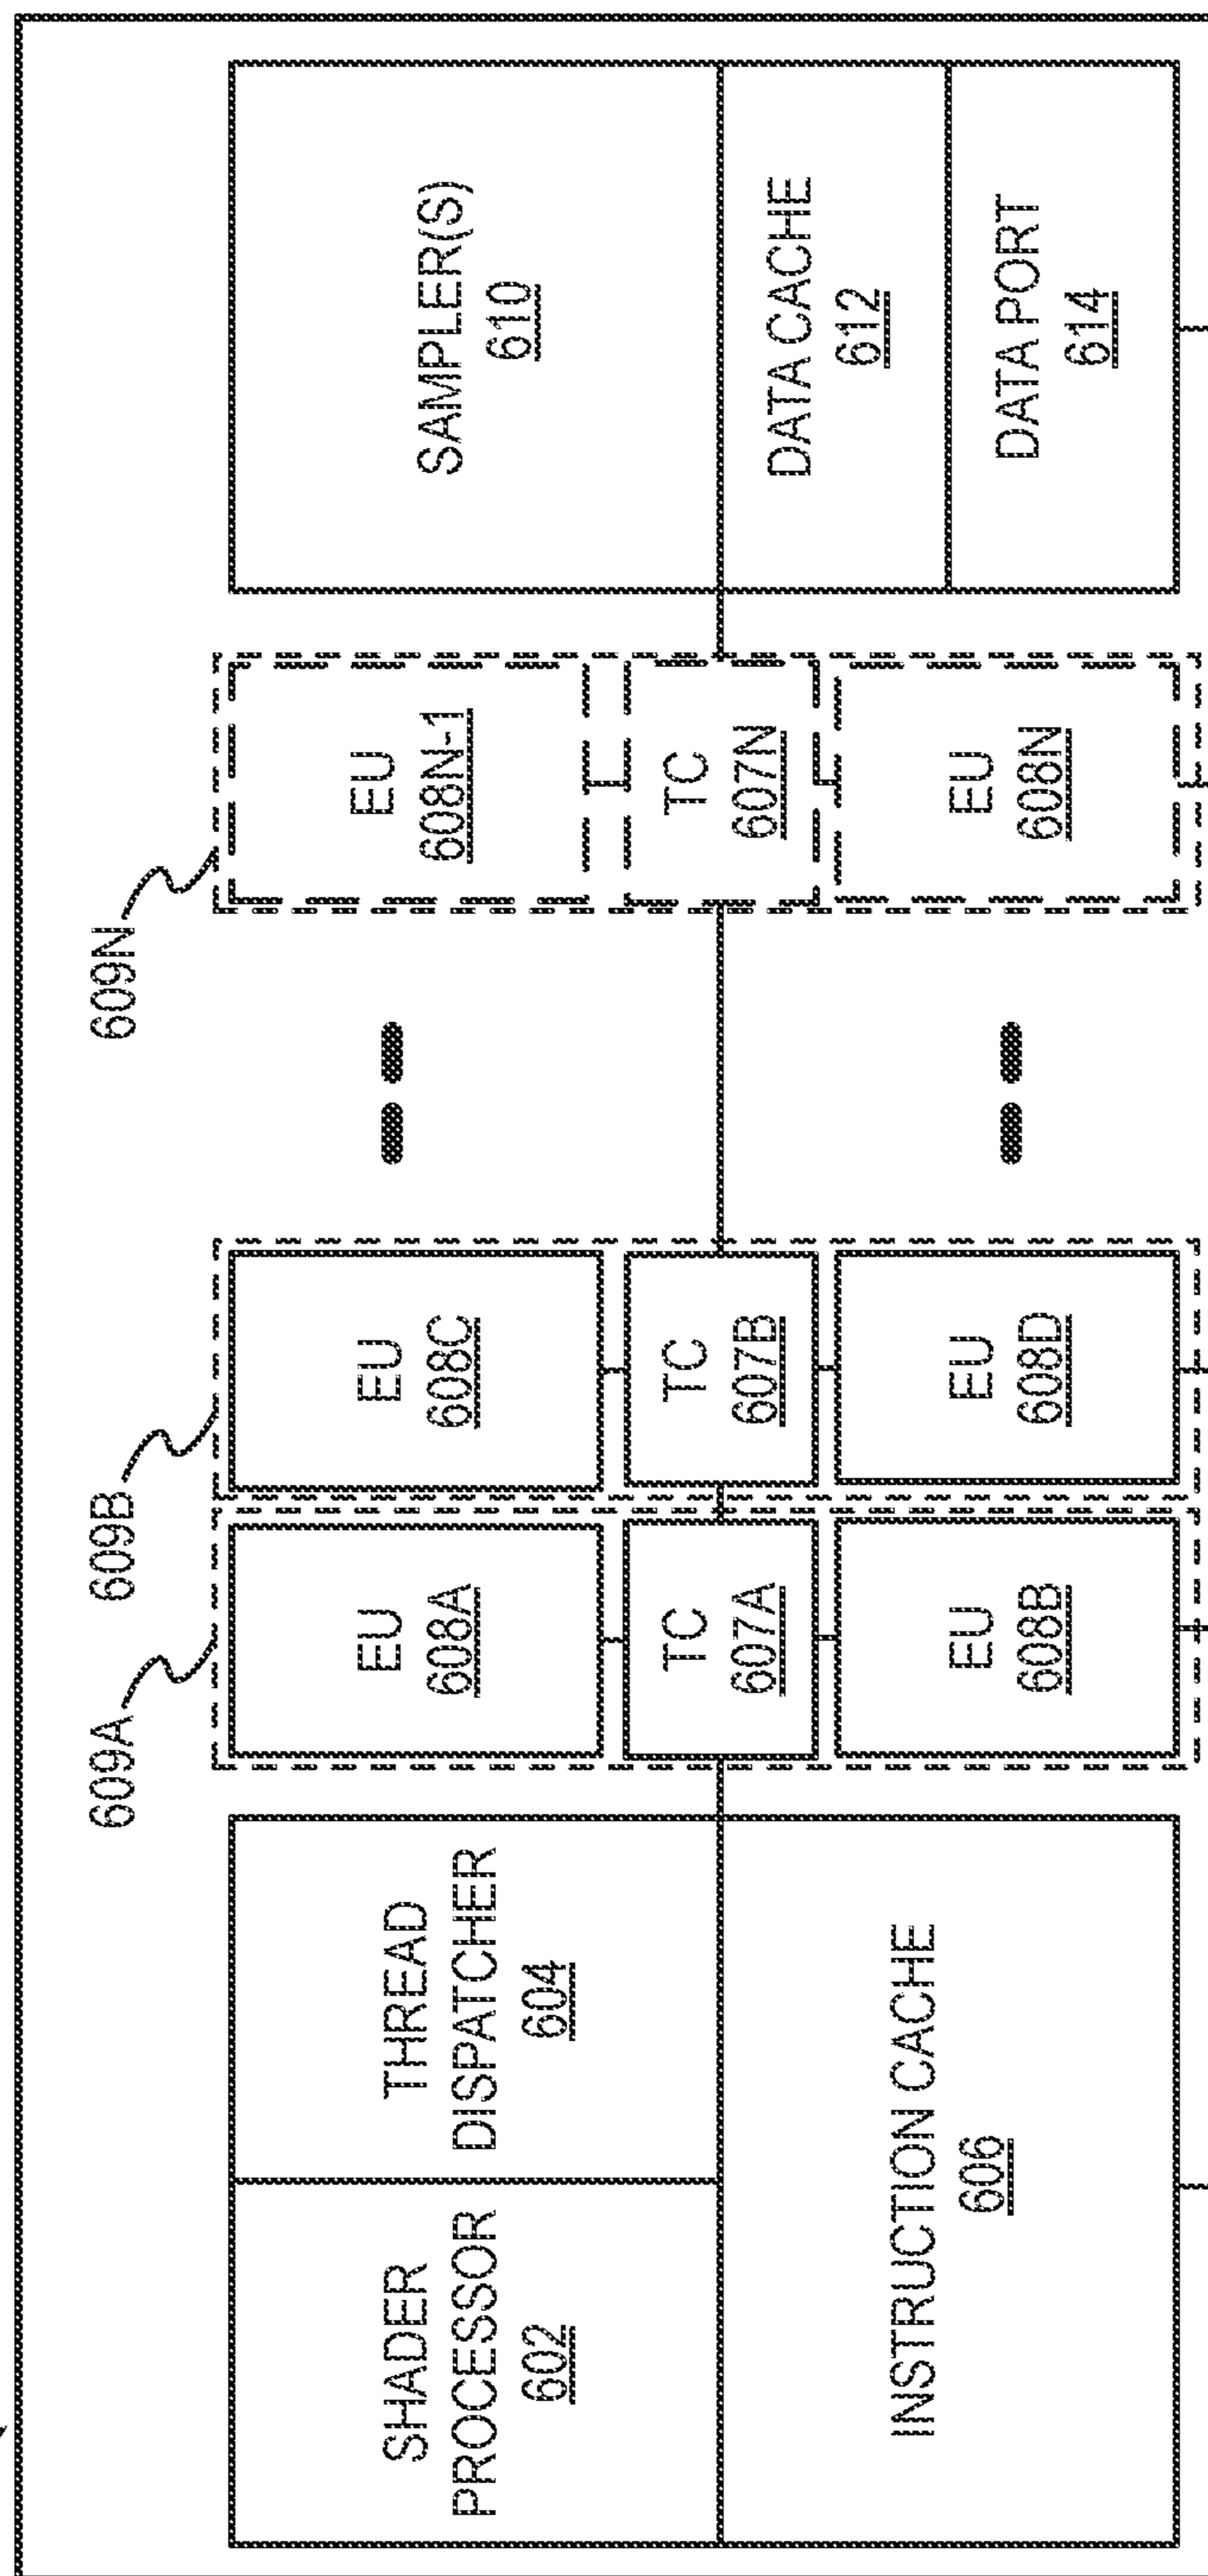 609A
609B
609N
SHADER
PROCESSOR
602
THREAD
DISPATCHER
604
INSTRUCTION CACHE
606
EU
608A
TC
607A
EU
608B
EU
608C
TC
607B
EU
608D
EU
608N-1
TC
607N
EU
608N
SAMPLER(S)
610
DATA CACHE
612
DATA PORT
614